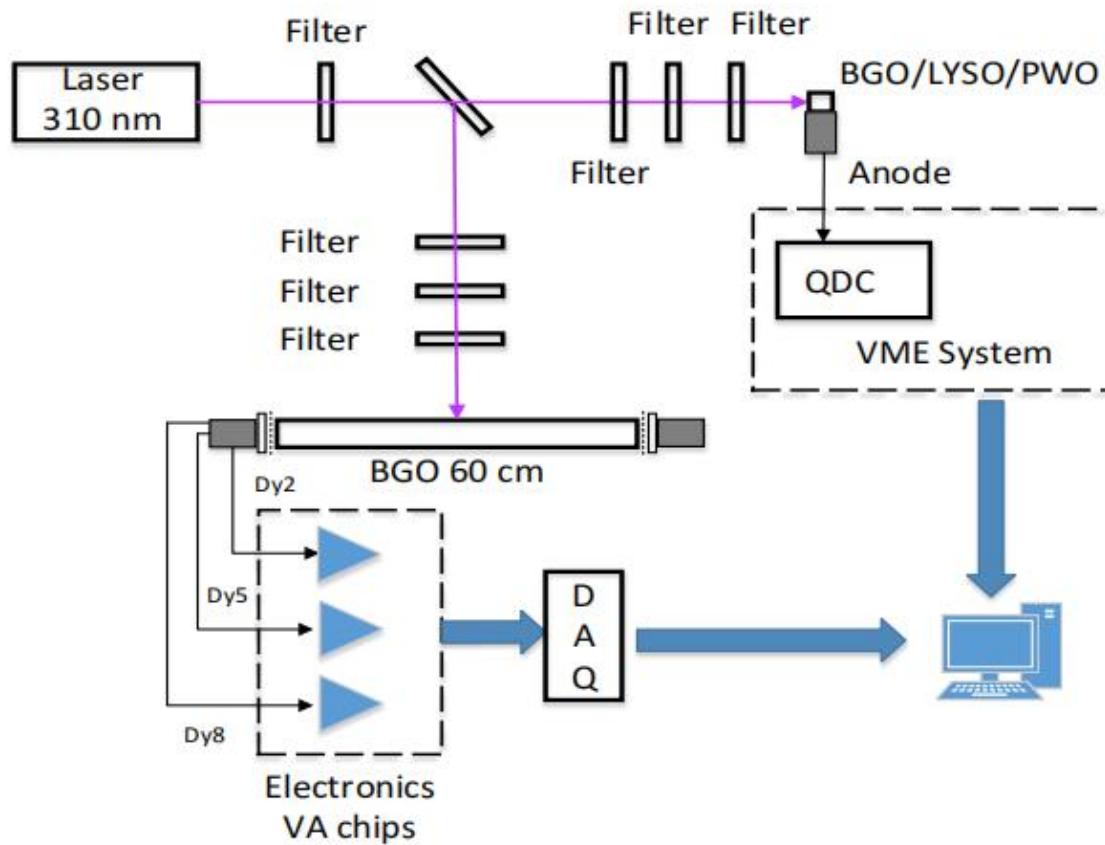 Filter
Filter
Filter
Laser
310 nm
BGO/LYSO/PWO
Filter
Anode
Filter
Filter
Filter
QDC
VME System
BGO 60 cm
Dy2
Dy5
Dy8
D
A
Q
Electronics
VA chips